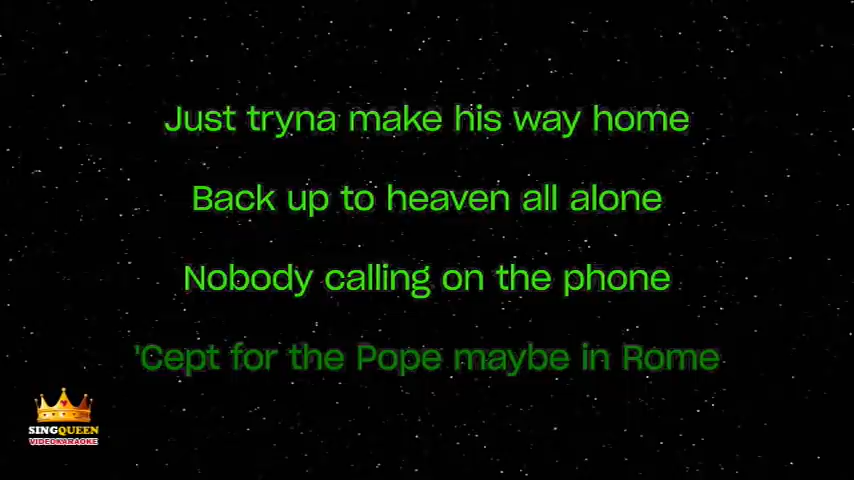 Just tryna make his way home
Back up to heaven all alone
Nobody calling on the phone
'Cept for the Pope maybe in Rome
SINGQUEEN
VIDEOKARAOKE